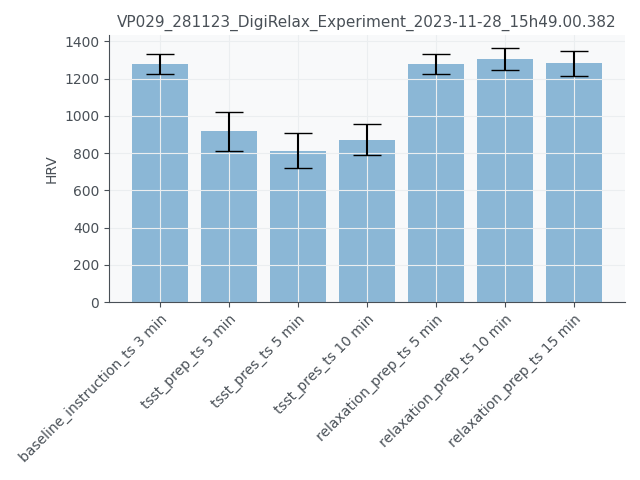 VP029_281123_DigiRelax_Experiment_2023-11-28_15h49.00.382
1400
1200
1000
800
600
400
200
0
HRV
baseline_instruction_ts 3 min
tsst_prep_ts 5 min
tsst_pres_ts 5 min
tsst_pres_ts 10 min
relaxation_prep_ts 5 min
relaxation_prep_ts 10 min
relaxation_prep_ts 15 min